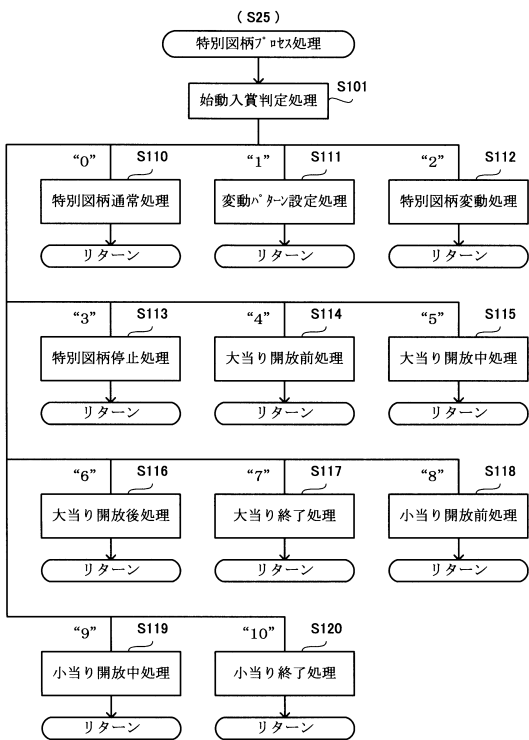 (S25)
特別図柄ﾌﾟﾛｾｽ処理
S101
始動入賞判定処理
“0” S110 “1” S111 “2” S112
特別図柄通常処理 変動ﾊﾟﾀｰﾝ設定処理 特別図柄変動処理
リターン リターン リターン
“3” S113 “4” S114 “5” S115
特別図柄停止処理 大当り開放前処理 大当り開放中処理
リターン リターン リターン
“6” S116 “7” S117 “8” S118
大当り開放後処理 大当り終了処理 小当り開放前処理
リターン リターン リターン
“9” S119 “10” S120
小当り開放中処理 小当り終了処理
リターン リターン